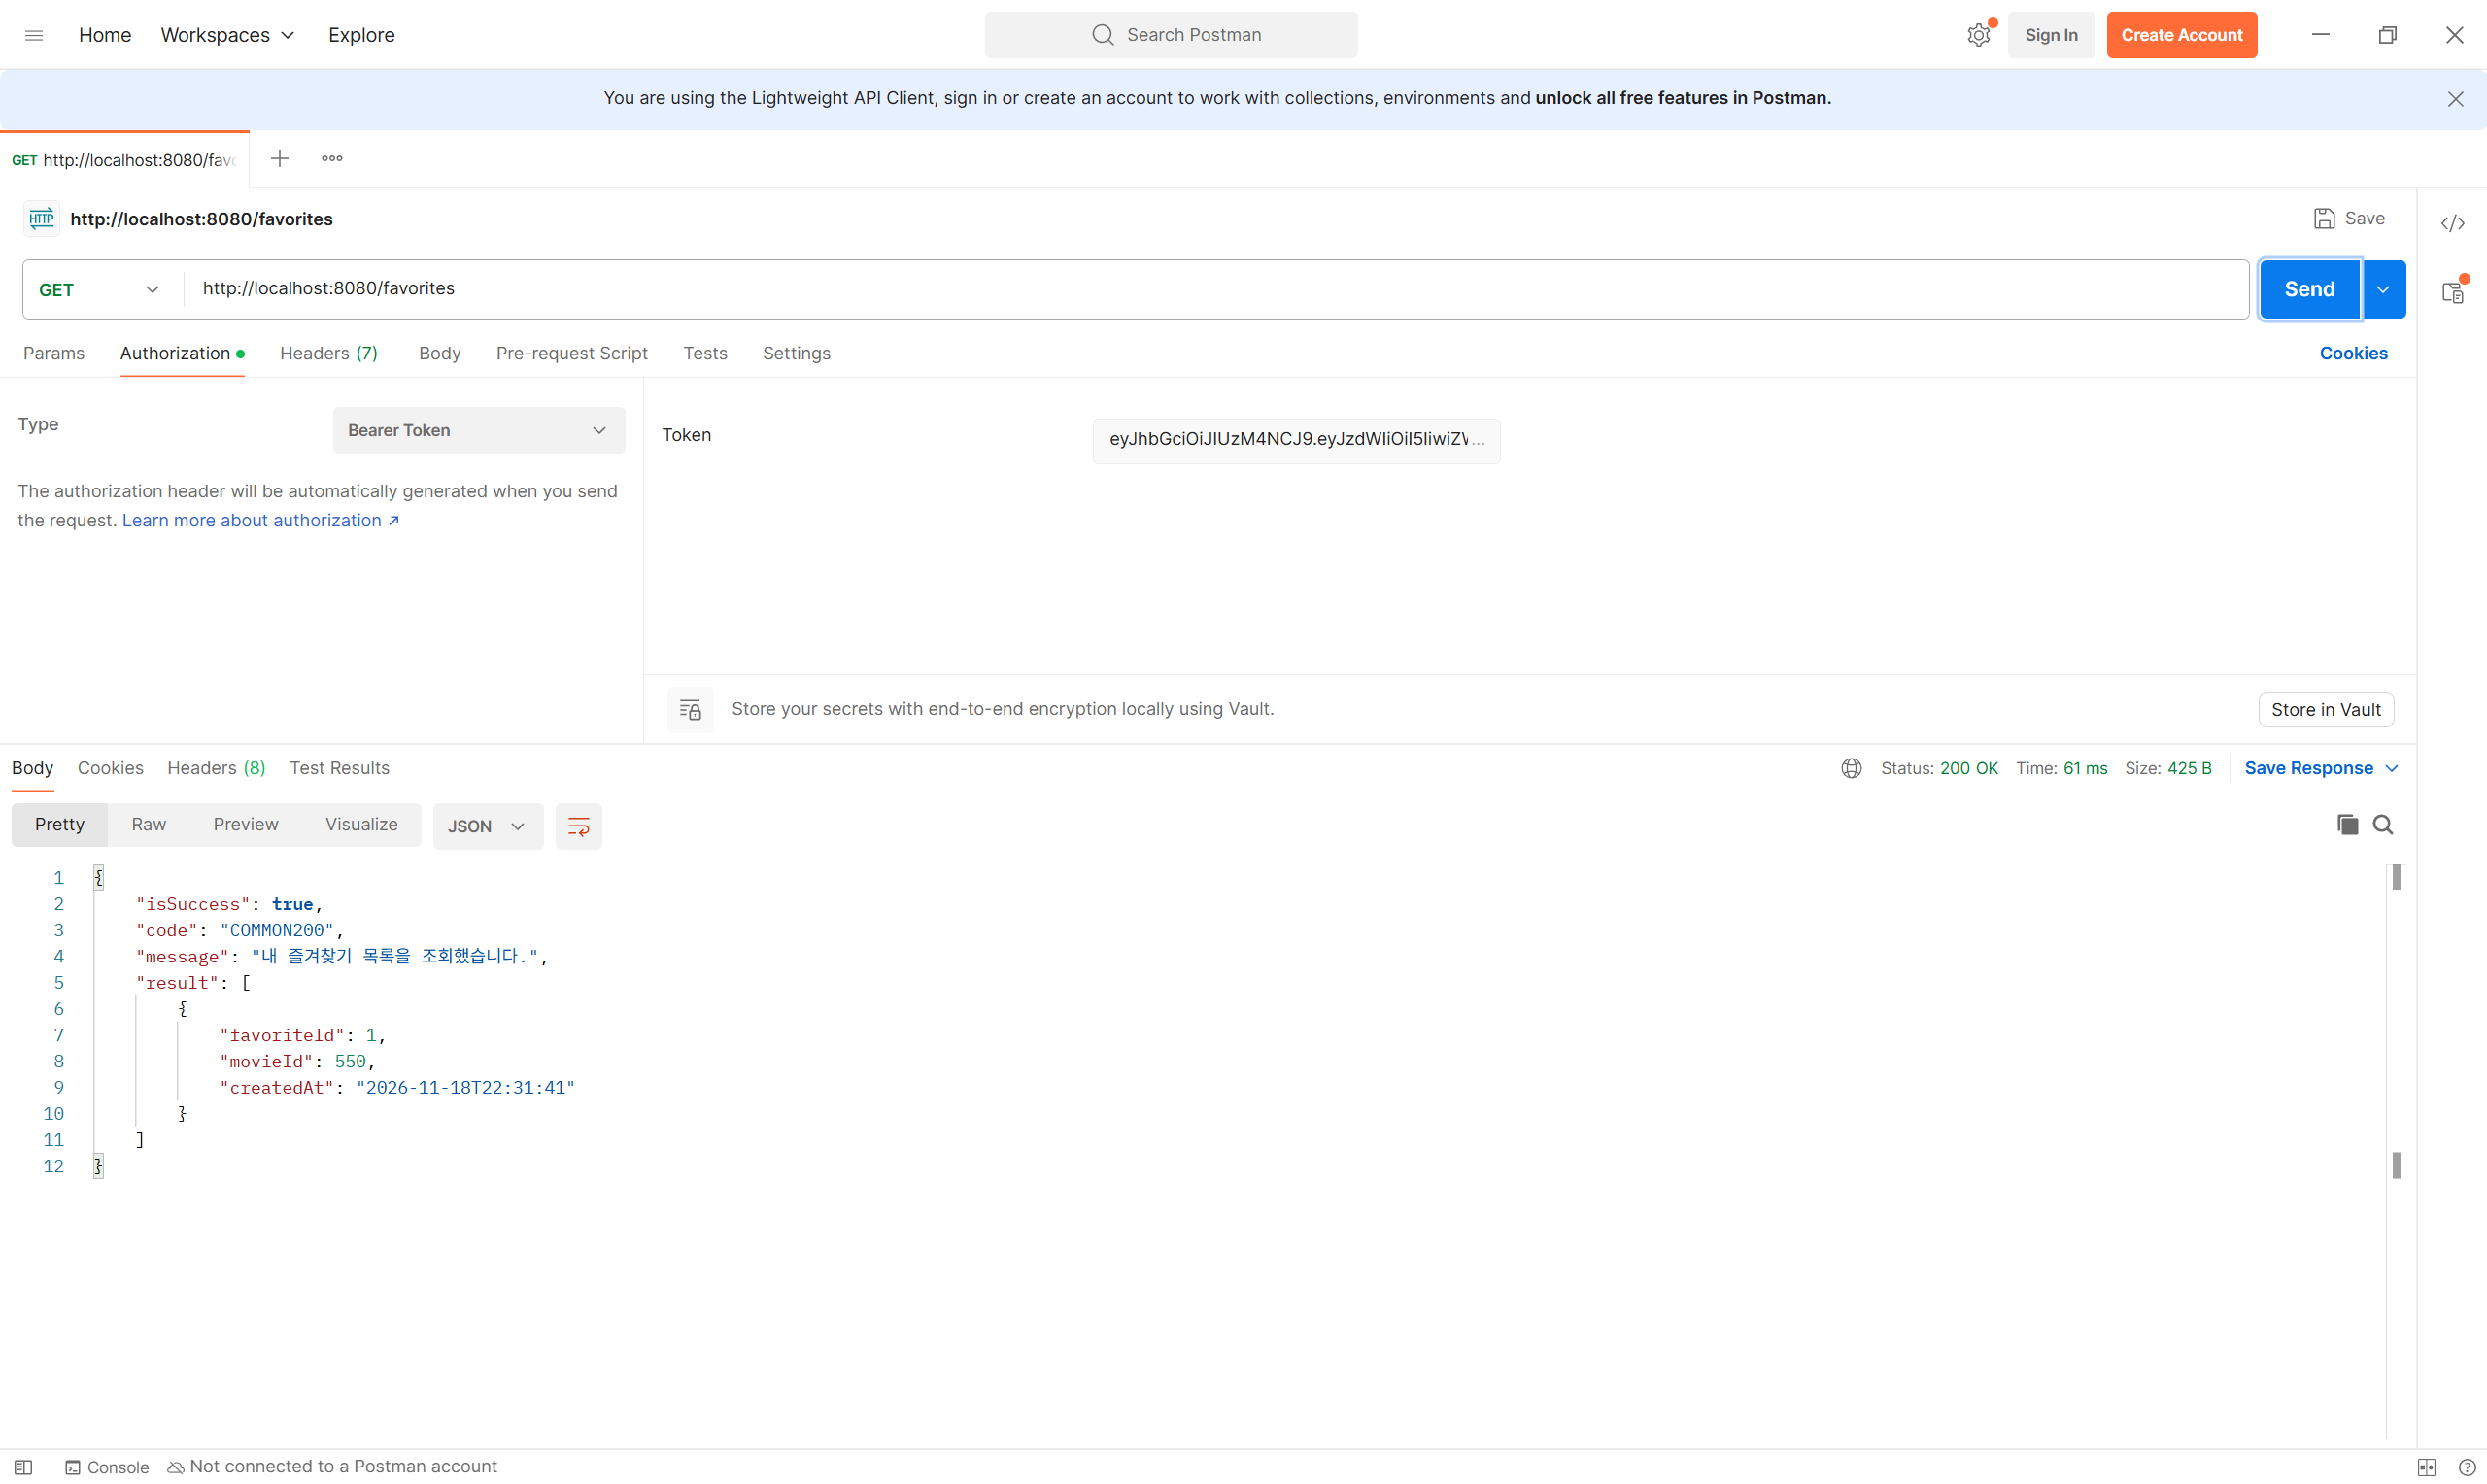 Home Workspaces Explore Search Postman Sign In Create Account
You are using the Lightweight API Client, sign in or create an account to work with collections, environments and unlock all free features in Postman.
GET http://localhost:8080/fav
HTTP http://localhost:8080/favorites Save
GET http://localhost:8080/favorites Send
Params Authorization Headers (7) Body Pre-request Script Tests Settings Cookies
Type Bearer Token
The authorization header will be automatically generated when you send
the request. Learn more about authorization ↗
Token eyJhbGciOiJIUzM4NCJ9.eyJzdWIiOiI5IiwiZV...
Store your secrets with end-to-end encryption locally using Vault. Store in Vault
Body Cookies Headers (8) Test Results Status: 200 OK Time: 61 ms Size: 425 B Save Response
Pretty Raw Preview Visualize JSON
1 {
2 "isSuccess": true,
3 "code": "COMMON200",
4 "message": "내 즐겨찾기 목록을 조회했습니다.",
5 "result": [
6 {
7 "favoriteId": 1,
8 "movieId": 550,
9 "createdAt": "2026-11-18T22:31:41"
10 }
11 ]
12 }
Console Not connected to a Postman account